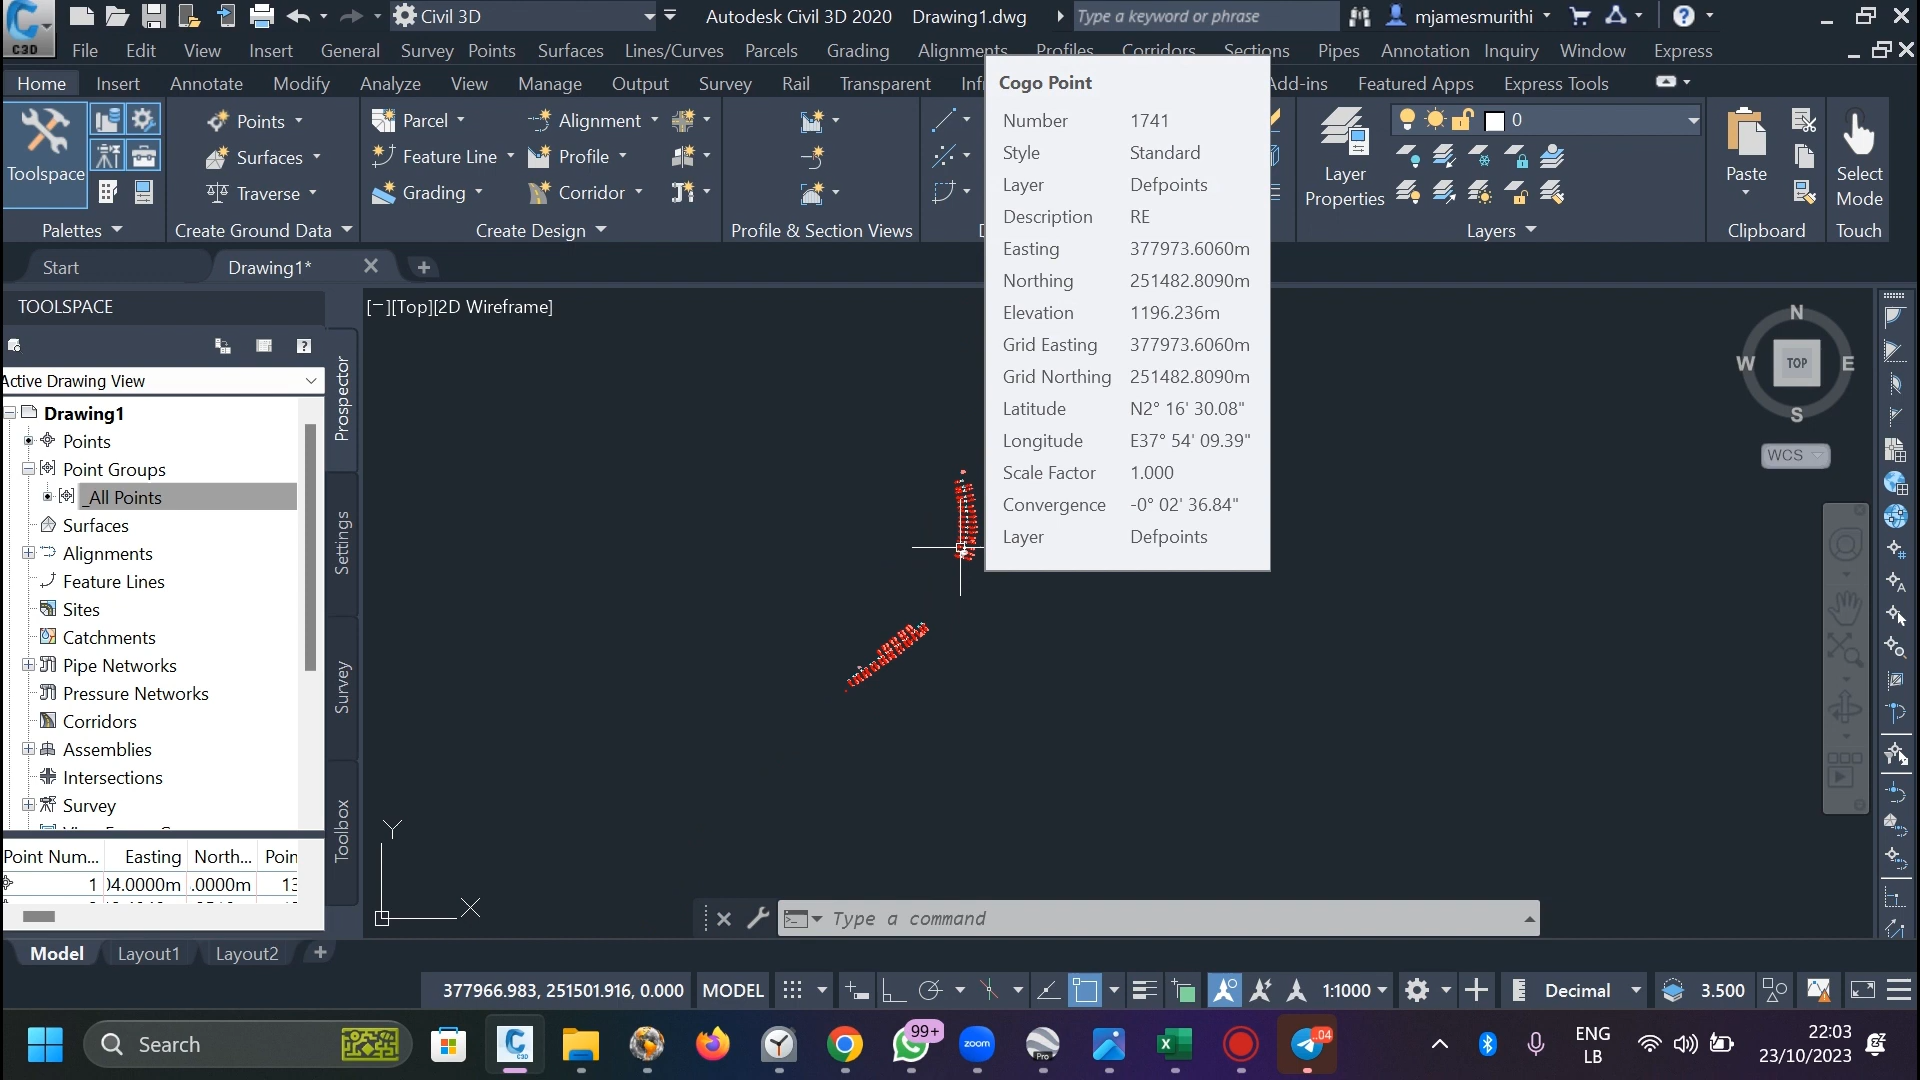 Civil 3D
Autodesk Civil 3D 2020 Drawing1.dwg
Type a keyword or phrase
mjamesmurithi
C3D
File Edit View Insert General Survey Points Surfaces Lines/Curves Parcels Grading Alignments Profiles Corridors Sections Pipes Annotation Inquiry Window Express
Home Insert Annotate Modify Analyze View Manage Output Survey Rail Transparent Add-ins Featured Apps Express Tools
Toolspace
Points
Surfaces
Traverse
Parcel
Feature Line
Grading
Alignment
Profile
Corridor
0
Layer
Properties
Paste
Select
Mode
Palettes Create Ground Data Create Design Profile & Section Views Layers Clipboard Touch
Start Drawing1*
Cogo Point
Number 1741
Style Standard
Layer Defpoints
Description RE
Easting 377973.6060m
Northing 251482.8090m
Elevation 1196.236m
Grid Easting 377973.6060m
Grid Northing 251482.8090m
Latitude N2° 16' 30.08"
Longitude E37° 54' 09.39"
Scale Factor 1.000
Convergence -0° 02' 36.84"
Layer Defpoints
TOOLSPACE
Active Drawing View
Drawing1
Points
Point Groups
_All Points
Surfaces
Alignments
Feature Lines
Sites
Catchments
Pipe Networks
Pressure Networks
Corridors
Assemblies
Intersections
Survey
Prospector
Settings
Survey
Toolbox
Point Num... Easting North... Poin
1 )4.0000m .0000m 13
[−][Top][2D Wireframe]
N
W TOP E
S
WCS
Y
X
Type a command
Model Layout1 Layout2
377966.983, 251501.916, 0.000 MODEL 1:1000 Decimal 3.500
Search
99+
zoom
Pro
.04
ENG
LB
22:03
23/10/2023